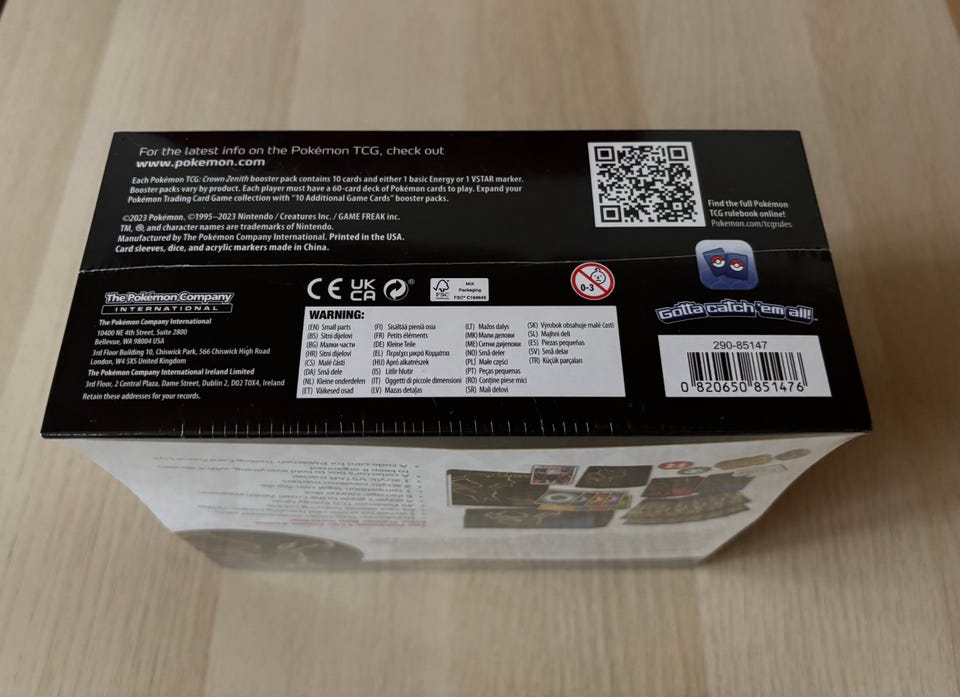 For the latest info on the Pokémon TCG, check out
www.pokemon.com
Each Pokémon TCG: Crown Zenith booster pack contains 10 cards and either 1 basic Energy or 1 VSTAR marker.
Booster packs vary by product. Each player must have a 60-card deck of Pokémon cards to play. Expand your
Pokémon Trading Card Game collection with "10 Additional Game Cards" booster packs.
©2023 Pokémon, ©1995–2023 Nintendo / Creatures Inc. / GAME FREAK inc.
TM, ®, and character names are trademarks of Nintendo.
Manufactured by The Pokémon Company International. Printed in the USA.
Card sleeves, dice, and acrylic markers made in China.
Find the full Pokémon
TCG rulebook online!
Pokemon.com/tcgrules
Gotta catch 'em all!
The Pokémon Company
INTERNATIONAL
The Pokémon Company International
10400 NE 4th Street, Suite 2800
Bellevue, WA 98004 USA
3rd Floor Building 10, Chiswick Park, 566 Chiswick High Road
London, W4 5XS United Kingdom
The Pokémon Company International Ireland Limited
3rd Floor, 2 Central Plaza, Dame Street, Dublin 2, D02 T0X4, Ireland
Retain these addresses for your records.
CE UK CA ®
FSC
MIX
Packaging
FSC® C184645
0-3
WARNING:
(EN) Small parts
(BS) Sitni dijelovi
(BG) Малки части
(HR) Sitni dijelovi
(CS) Malé části
(DA) Små dele
(NL) Kleine onderdelen
(ET) Väikesed osad
(FI) Sisältää pieniä osia
(FR) Petits éléments
(DE) Kleine Teile
(EL) Περιέχει μικρά Κομμάτια
(HU) Apró alkatrészek
(IS) Litlir hlutir
(IT) Oggetti di piccole dimensioni
(LV) Mazas detaļas
(LT) Mažos dalys
(MK) Мали делови
(ME) Ситни дијелови
(NO) Små deler
(PL) Małe części
(PT) Peças pequenas
(RO) Conține piese mici
(SR) Mali delovi
(SK) Výrobok obsahuje malé časti
(SL) Majhni deli
(ES) Piezas pequeñas
(SV) Små delar
(TR) Küçük parçaları
290-85147
0 820650 851476